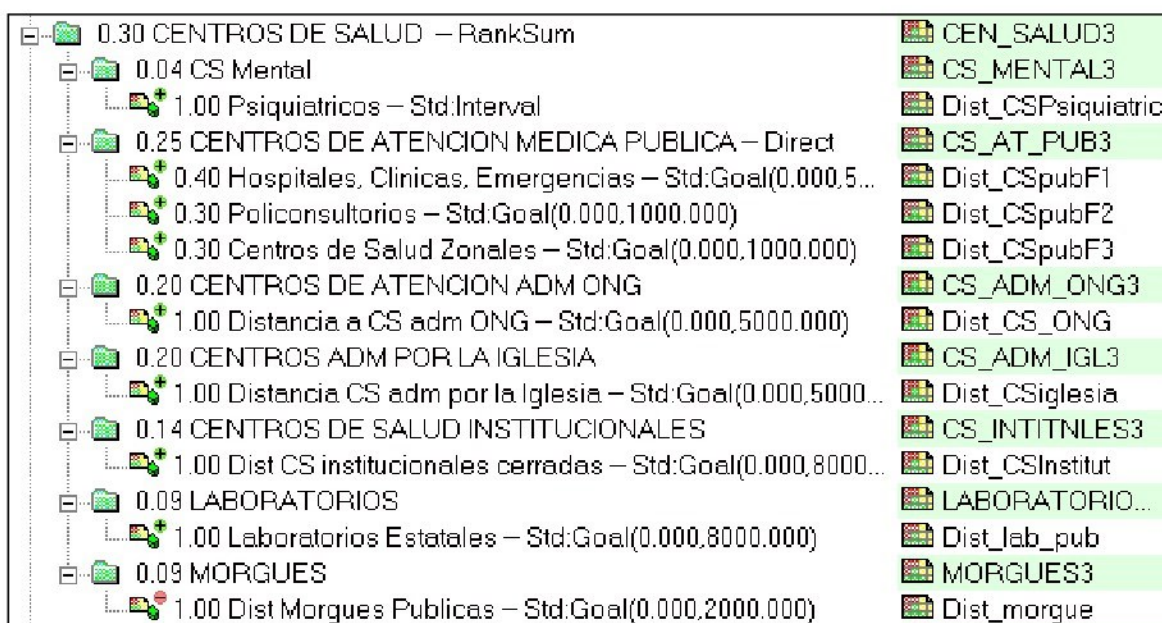 0.30 CENTROS DE SALUD – RankSum CEN_SALUD3
0.04 CS Mental CS_MENTAL3
1.00 Psiquiatricos – Std:Interval Dist_CSPsiquiatric
0.25 CENTROS DE ATENCION MEDICA PUBLICA – Direct CS_AT_PUB3
0.40 Hospitales, Clinicas, Emergencias – Std:Goal(0.000,5... Dist_CSpubF1
0.30 Policonsultorios – Std:Goal(0.000,1000.000) Dist_CSpubF2
0.30 Centros de Salud Zonales – Std:Goal(0.000,1000.000) Dist_CSpubF3
0.20 CENTROS DE ATENCION ADM ONG CS_ADM_ONG3
1.00 Distancia a CS adm ONG – Std:Goal(0.000,5000.000) Dist_CS_ONG
0.20 CENTROS ADM POR LA IGLESIA CS_ADM_IGL3
1.00 Distancia CS adm por la Iglesia – Std:Goal(0.000,5000... Dist_CSiglesia
0.14 CENTROS DE SALUD INSTITUCIONALES CS_INTITNLES3
1.00 Dist CS institucionales cerradas – Std:Goal(0.000,8000... Dist_CSInstitut
0.09 LABORATORIOS LABORATORIO...
1.00 Laboratorios Estatales – Std:Goal(0.000,8000.000) Dist_lab_pub
0.09 MORGUES MORGUES3
1.00 Dist Morgues Publicas – Std:Goal(0.000,2000.000) Dist_morgue